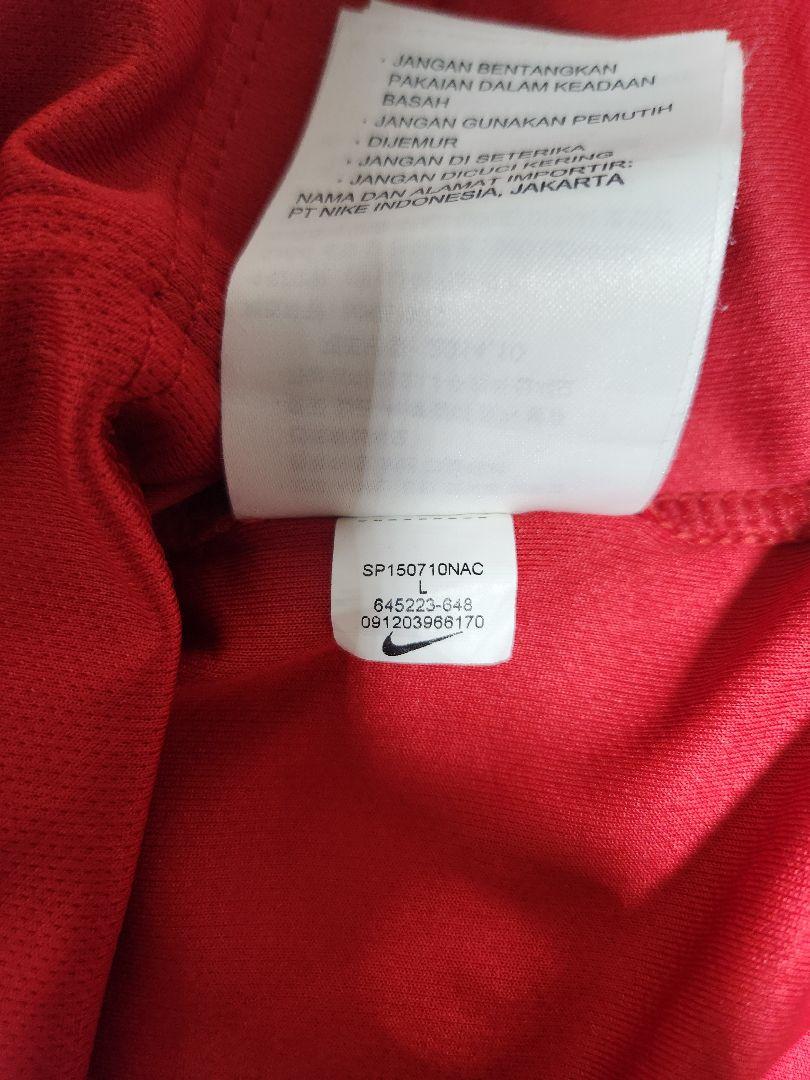 · JANGAN BENTANGKAN
PAKAIAN DALAM KEADAAN
BASAH
· JANGAN GUNAKAN PEMUTIH
· DIJEMUR
· JANGAN DI SETERIKA
· JANGAN DICUCI KERING
NAMA DAN ALAMAT IMPORTIR:
PT NIKE INDONESIA, JAKARTA
SP150710NAC
L
645223-648
091203966170